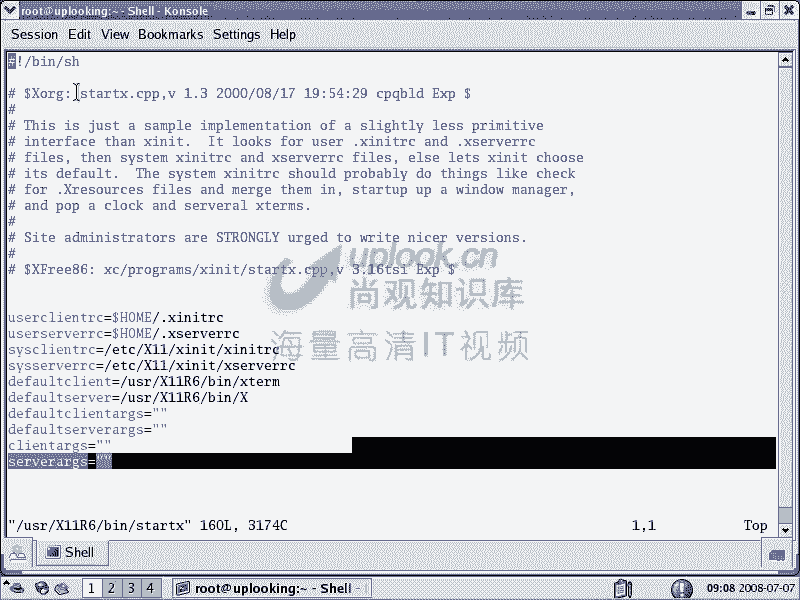 root@uplooking:~ - Shell - Konsole
Session Edit View Bookmarks Settings Help
#!/bin/sh
# $Xorg: startx.cpp,v 1.3 2000/08/17 19:54:29 cpqbld Exp $
#
# This is just a sample implementation of a slightly less primitive
# interface than xinit.  It looks for user .xinitrc and .xserverrc
# files, then system xinitrc and xserverrc files, else lets xinit choose
# its default.  The system xinitrc should probably do things like check
# for .Xresources files and merge them in, startup up a window manager,
# and pop a clock and serveral xterms.
#
# Site administrators are STRONGLY urged to write nicer versions.
#
# $XFree86: xc/programs/xinit/startx.cpp,v 3.16tsi Exp $
uplook.cn
尚观知识库
海量高清IT视频
userclientrc=$HOME/.xinitrc
userserverrc=$HOME/.xserverrc
sysclientrc=/etc/X11/xinit/xinitrc
sysserverrc=/etc/X11/xinit/xserverrc
defaultclient=/usr/X11R6/bin/xterm
defaultserver=/usr/X11R6/bin/X
defaultclientargs=""
defaultserverargs=""
clientargs=""
serverargs=""
"/usr/X11R6/bin/startx" 160L, 3174C 1,1 Top
Shell
1 2 3 4 root@uplooking:~ - Shell - 09:08 2008-07-07